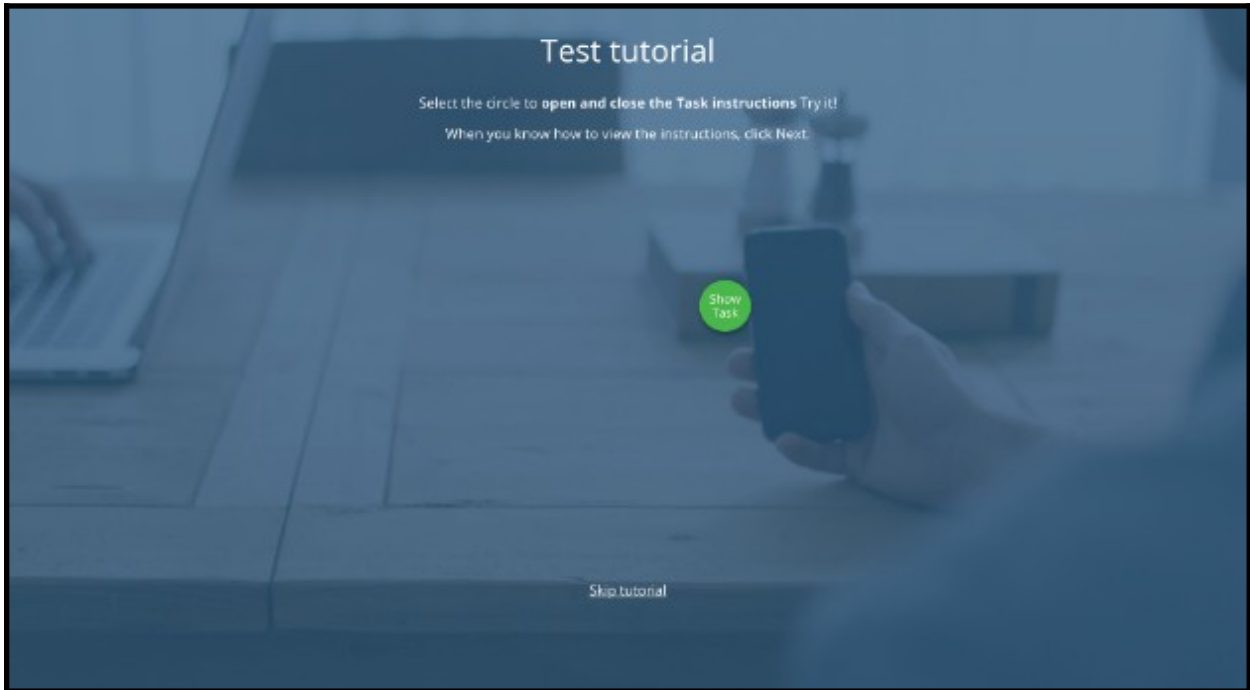 Test tutorial
Select the circle to open and close the Task instructions Try it!
When you know how to view the instructions, click Next.
Show
Task
Skip tutorial